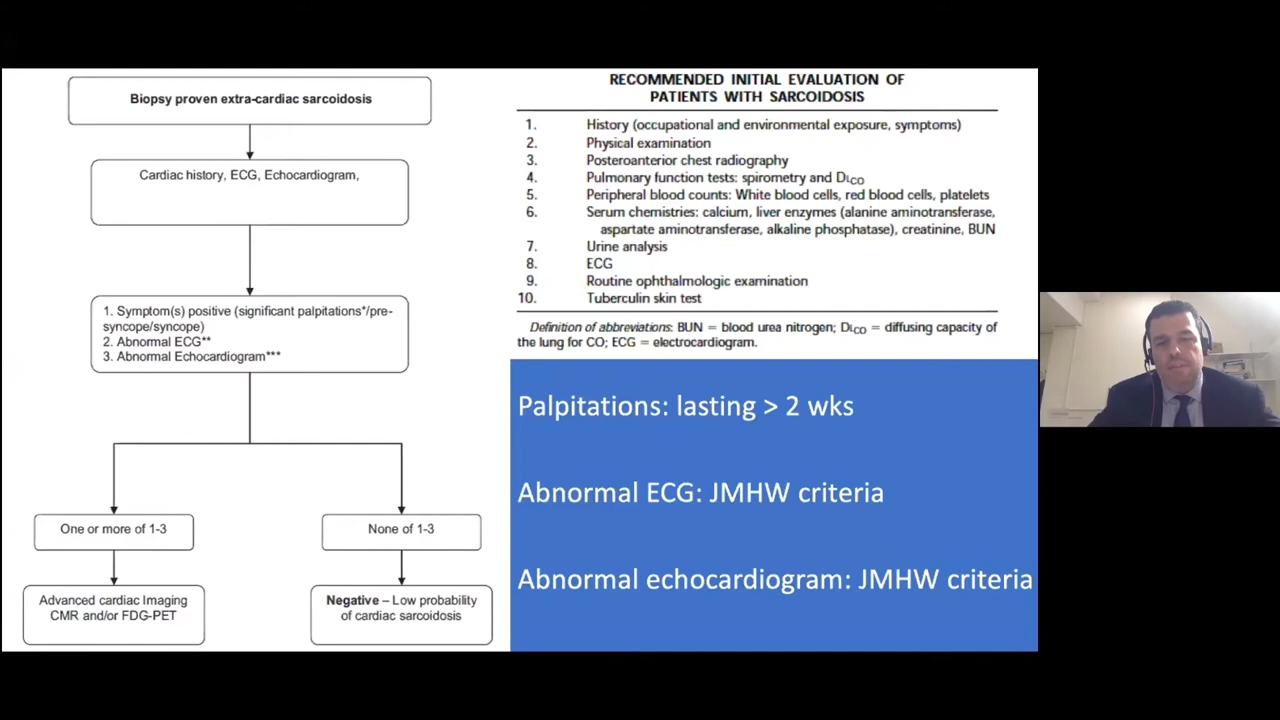 Biopsy proven extra-cardiac sarcoidosis
Cardiac history, ECG, Echocardiogram,
1. Symptom(s) positive (significant palpitations*/pre-
syncope/syncope)
2. Abnormal ECG**
3. Abnormal Echocardiogram***
One or more of 1-3
None of 1-3
Advanced cardiac Imaging
CMR and/or FDG-PET
Negative – Low probability
of cardiac sarcoidosis
RECOMMENDED INITIAL EVALUATION OF
PATIENTS WITH SARCOIDOSIS
1. History (occupational and environmental exposure, symptoms)
2. Physical examination
3. Posteroanterior chest radiography
4. Pulmonary function tests: spirometry and DLCO
5. Peripheral blood counts: White blood cells, red blood cells, platelets
6. Serum chemistries: calcium, liver enzymes (alanine aminotransferase,
aspartate aminotransferase, alkaline phosphatase), creatinine, BUN
7. Urine analysis
8. ECG
9. Routine ophthalmologic examination
10. Tuberculin skin test
Definition of abbreviations: BUN = blood urea nitrogen; DLCO = diffusing capacity of
the lung for CO; ECG = electrocardiogram.
Palpitations: lasting > 2 wks
Abnormal ECG: JMHW criteria
Abnormal echocardiogram: JMHW criteria